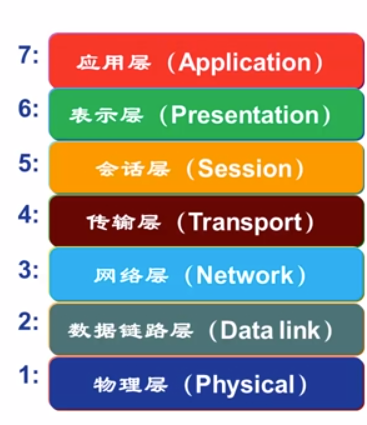 7: 应用层（Application）
6: 表示层（Presentation）
5: 会话层（Session）
4: 传输层（Transport）
3: 网络层（Network）
2: 数据链路层（Data link）
1: 物理层（Physical）